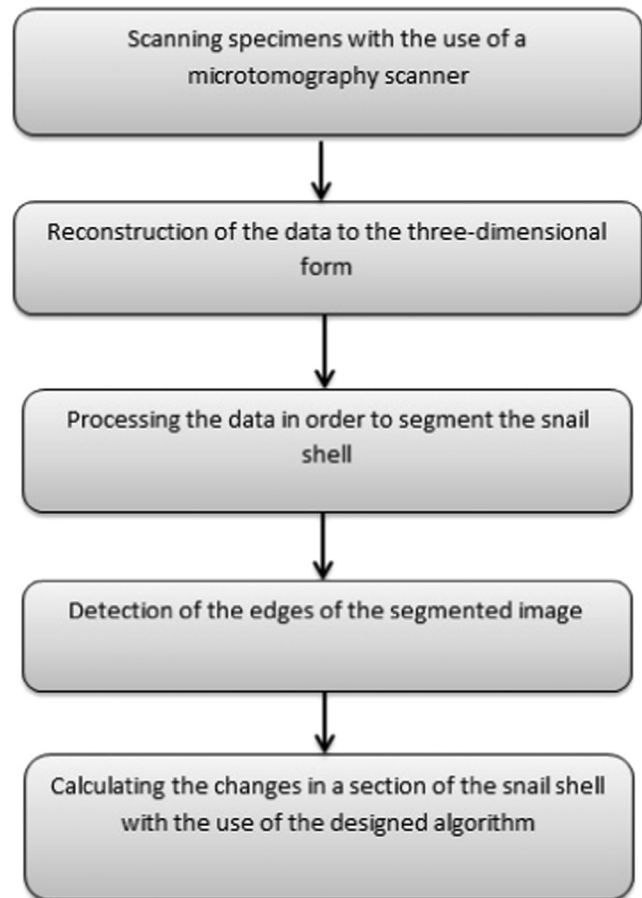 Scanning specimens with the use of a
microtomography scanner
Reconstruction of the data to the three-dimensional
form
Processing the data in order to segment the snail
shell
Detection of the edges of the segmented image
Calculating the changes in a section of the snail shell
with the use of the designed algorithm